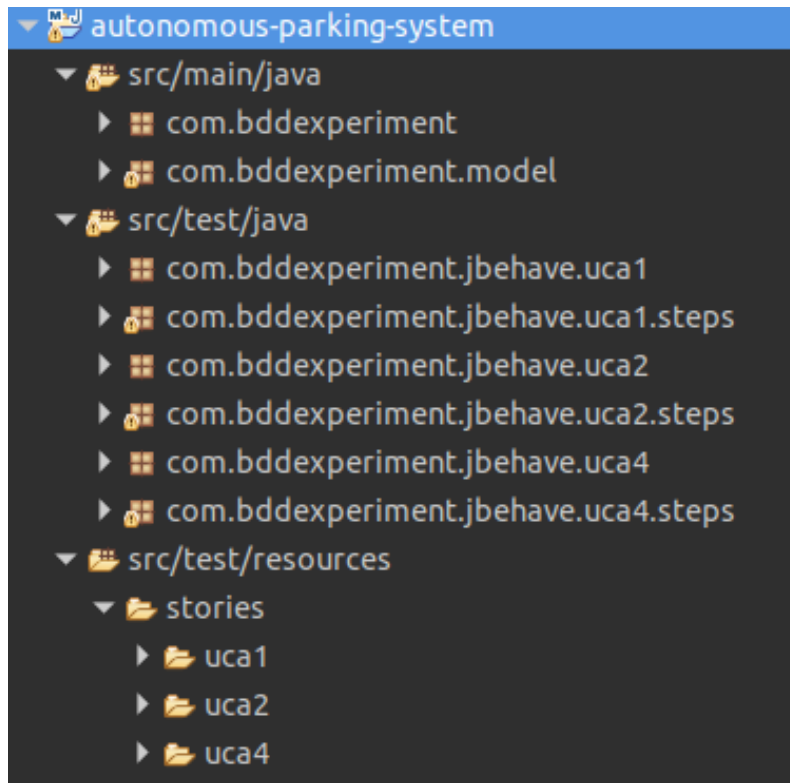 autonomous-parking-system
src/main/java
com.bddexperiment
com.bddexperiment.model
src/test/java
com.bddexperiment.jbehave.uca1
com.bddexperiment.jbehave.uca1.steps
com.bddexperiment.jbehave.uca2
com.bddexperiment.jbehave.uca2.steps
com.bddexperiment.jbehave.uca4
com.bddexperiment.jbehave.uca4.steps
src/test/resources
stories
uca1
uca2
uca4